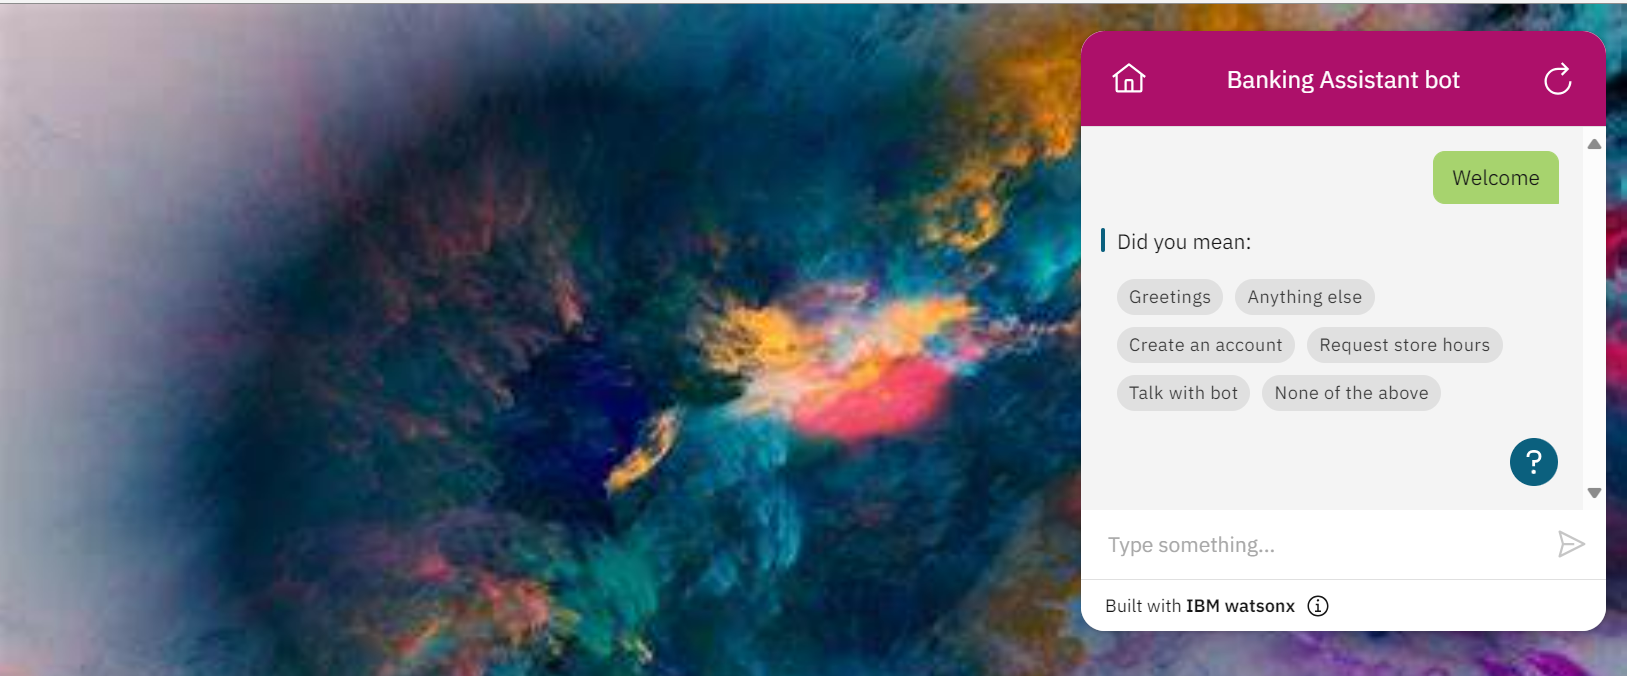 Banking Assistant bot
Welcome
Did you mean:
Greetings Anything else
Create an account Request store hours
Talk with bot None of the above
?
Type something...
Built with IBM watsonx